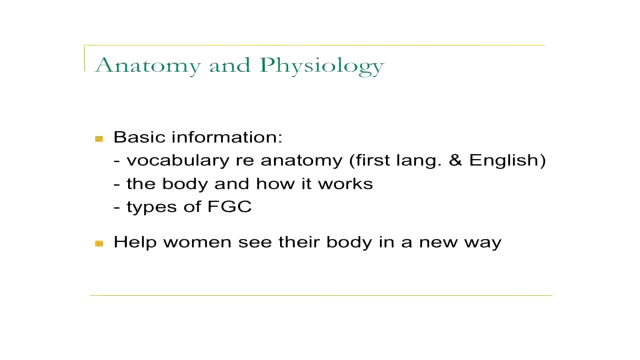 Anatomy and Physiology
Basic information:
- vocabulary re anatomy (first lang. & English)
- the body and how it works
- types of FGC
Help women see their body in a new way